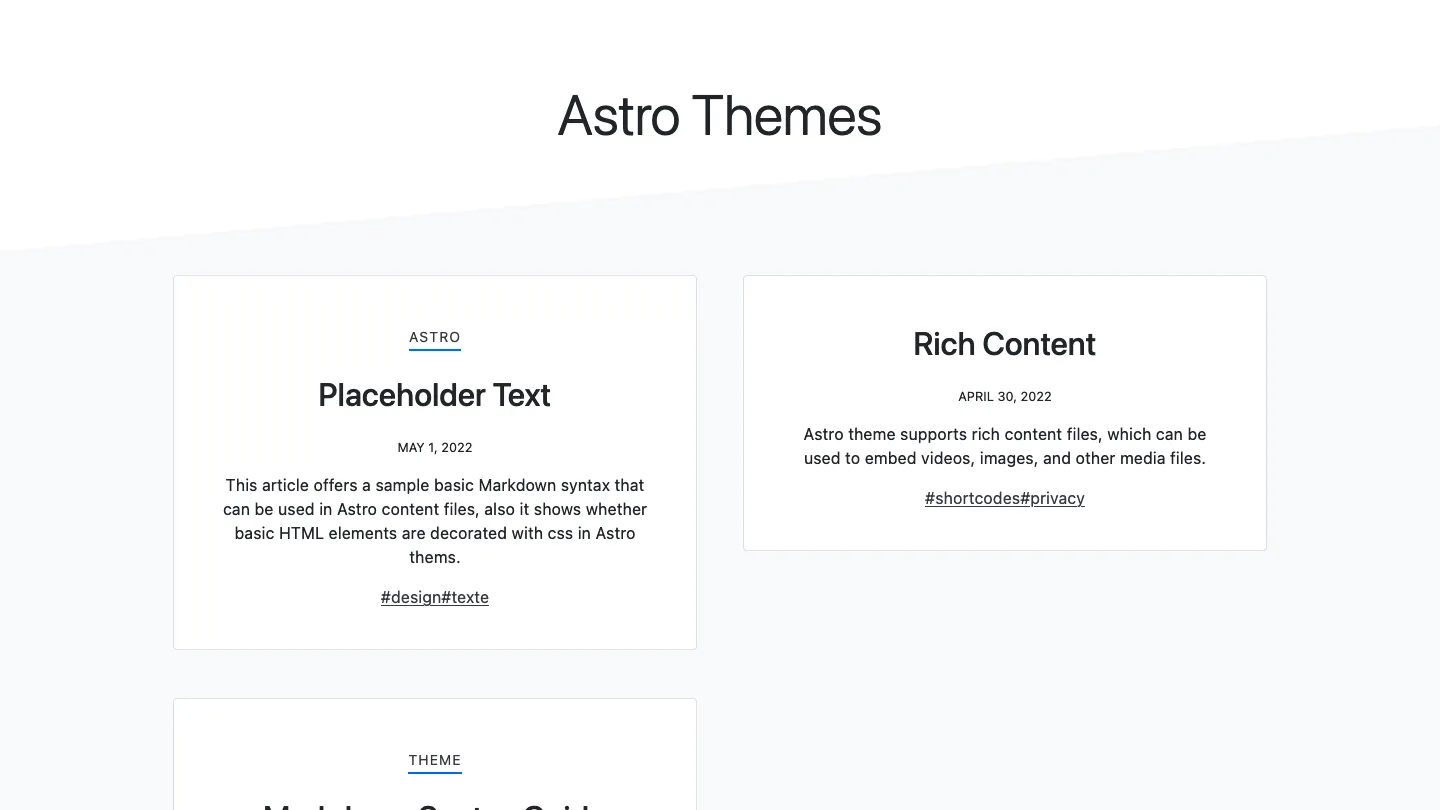 Astro Themes
ASTRO
Placeholder Text
MAY 1, 2022
This article offers a sample basic Markdown syntax that
can be used in Astro content files, also it shows whether
basic HTML elements are decorated with css in Astro
thems.
#design#texte
Rich Content
APRIL 30, 2022
Astro theme supports rich content files, which can be
used to embed videos, images, and other media files.
#shortcodes#privacy
THEME